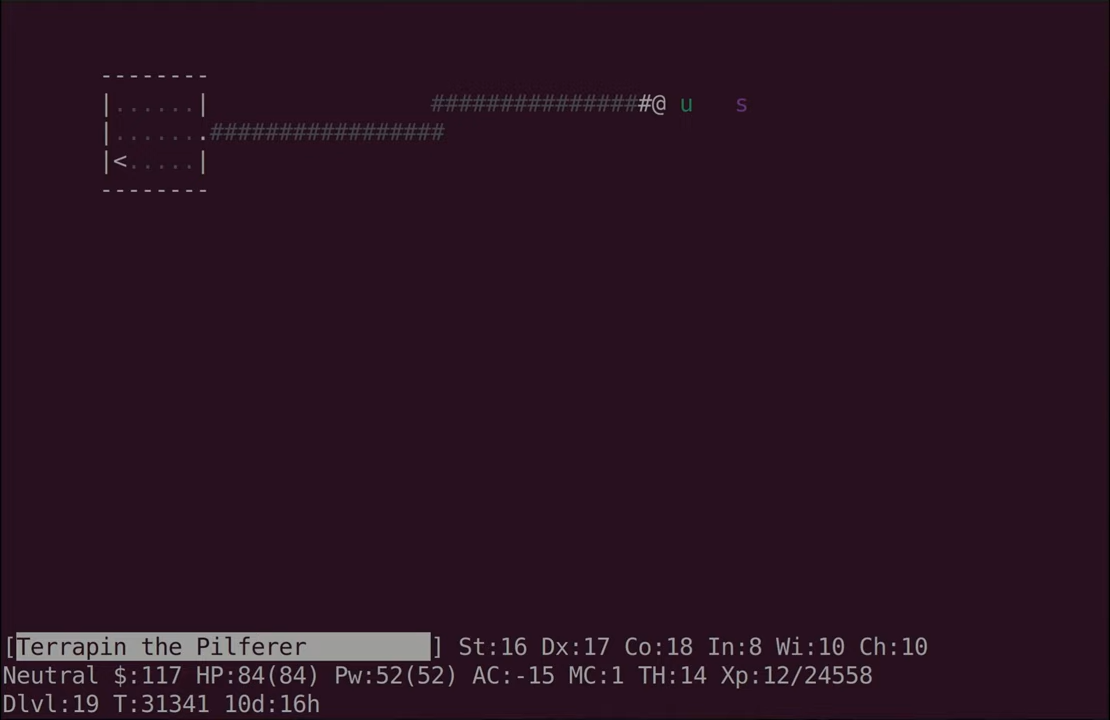 --------
|......|                ###############@ u   s
|.......#################
|<.....|
--------
[Terrapin the Pilferer         ] St:16 Dx:17 Co:18 In:8 Wi:10 Ch:10
Neutral $:117 HP:84(84) Pw:52(52) AC:-15 MC:1 TH:14 Xp:12/24558
Dlvl:19 T:31341 10d:16h